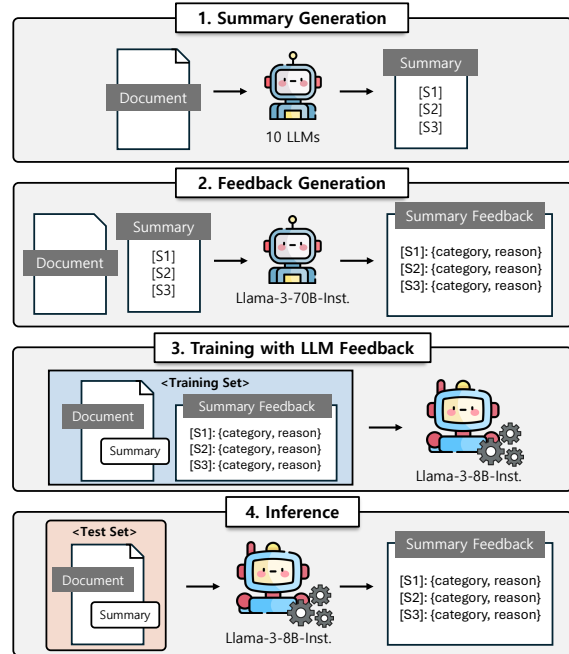 1. Summary Generation
Document
10 LLMs
Summary
[S1]
[S2]
[S3]
2. Feedback Generation
Document
Summary
[S1]
[S2]
[S3]
Llama-3-70B-Inst.
Summary Feedback
[S1]: {category, reason}
[S2]: {category, reason}
[S3]: {category, reason}
3. Training with LLM Feedback
<Training Set>
Document
Summary
Summary Feedback
[S1]: {category, reason}
[S2]: {category, reason}
[S3]: {category, reason}
Llama-3-8B-Inst.
4. Inference
<Test Set>
Document
Summary
Llama-3-8B-Inst.
Summary Feedback
[S1]: {category, reason}
[S2]: {category, reason}
[S3]: {category, reason}